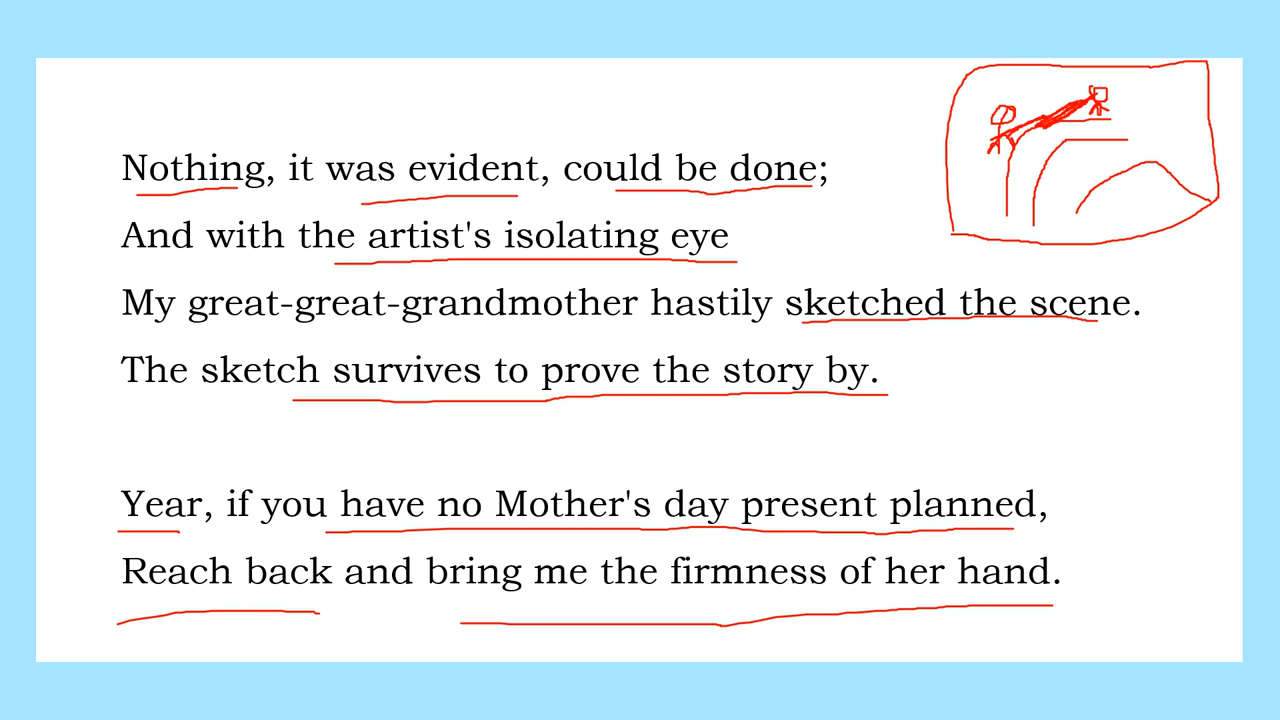 Nothing, it was evident, could be done;
And with the artist's isolating eye
My great-great-grandmother hastily sketched the scene.
The sketch survives to prove the story by.
Year, if you have no Mother's day present planned,
Reach back and bring me the firmness of her hand.